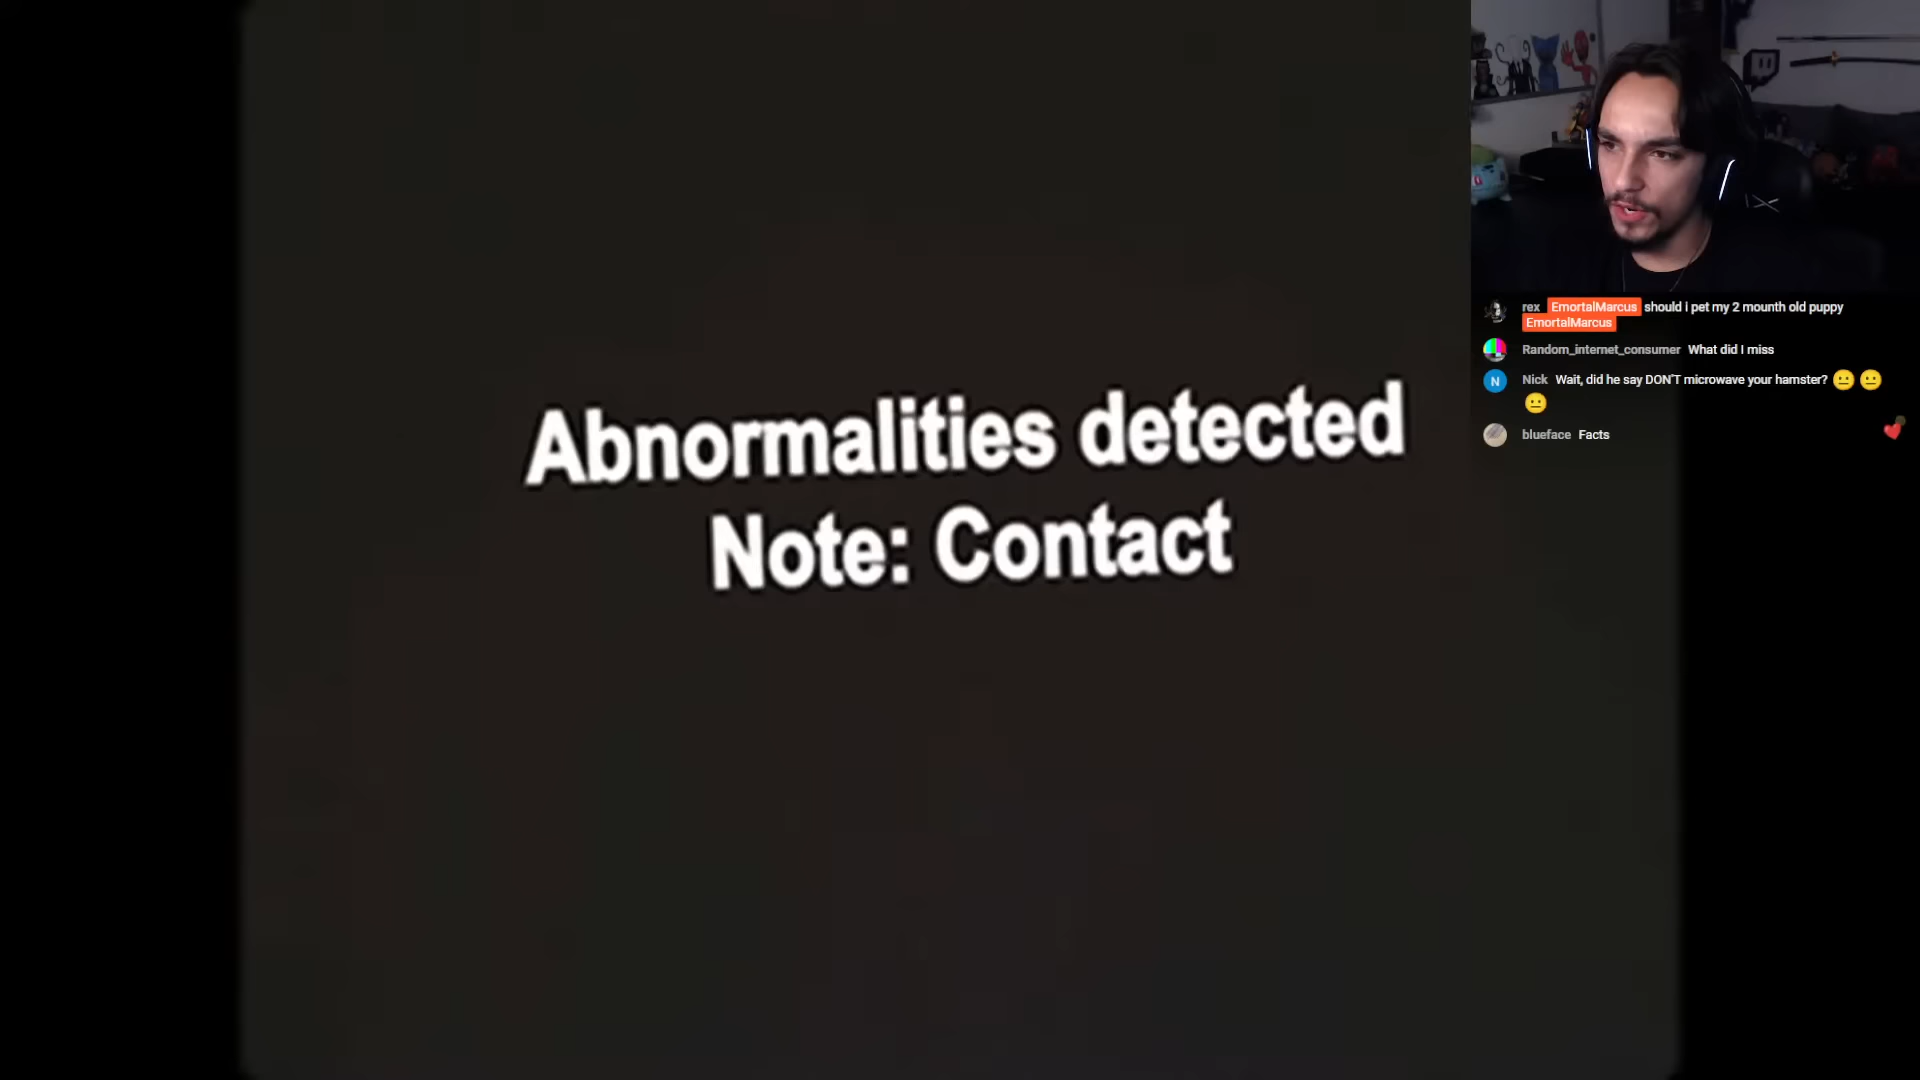 Abnormalities detected
Note: Contact
rex EmortalMarcus should i pet my 2 mounth old puppy
EmortalMarcus
Random_internet_consumer What did I miss
N
Nick Wait, did he say DON'T microwave your hamster? 😐 😐
😐
blueface Facts